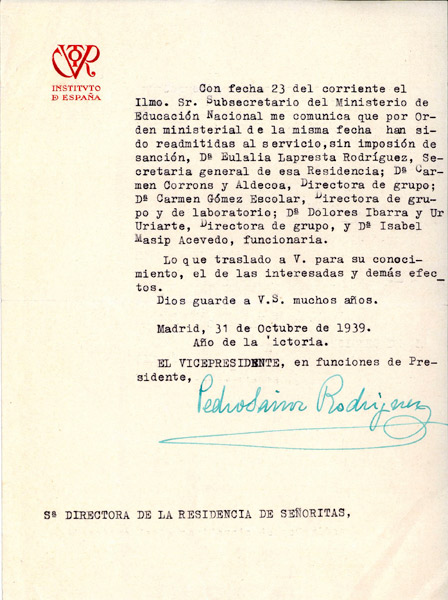 VICTOR
INSTITVTO
D ESPAÑA
Con fecha 23 del corriente el
Ilmo. Sr. Subsecretario del Ministerio de
Educación Nacional me comunica que por Or
den ministerial de la misma fecha han si-
do readmitidas al servicio, sin imposión de
sanción, Dª Eulalia Lapresta Rodríguez, Se-
cretaria general de esa Residencia; Dª Car-
men Corrons y Aldecoa, Directora de grupo;
Dª Carmen Gómez Escolar, Directora de gru-
po y de laboratorio; Dª Dolores Ibarra y Ur
Uriarte, Directora de grupo, y Dª Isabel
Masip Acevedo, funcionaria.
Lo que traslado a V. para su conoci-
miento, el de las interesadas y demás efec
tos.
Dios guarde a V.S. muchos años.
Madrid, 31 de Octubre de 1939.
Año de la 'ictoria.
EL VICEPRESIDENTE, en funciones de Pre-
sidente,
Pedro Sainz Rodriguez
Sª DIRECTORA DE LA RESIDENCIA DE SEÑORITAS,